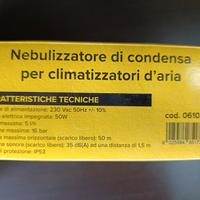 Nebulizzatore di condensa
per climatizzatori d'aria
ARATTERISTICHE TECNICHE
cod. 0610
di alimentazione: 230 Vac 50Hz +/- 10%
elettrica impegnata: 50W
massima: 5 l/h
massima: 16 bar
massima orizzontale (scarico libero): 50 m
sonora (scarico libero): 35 dB(A) ad una distanza di 1,5 m
di protezione: IP53